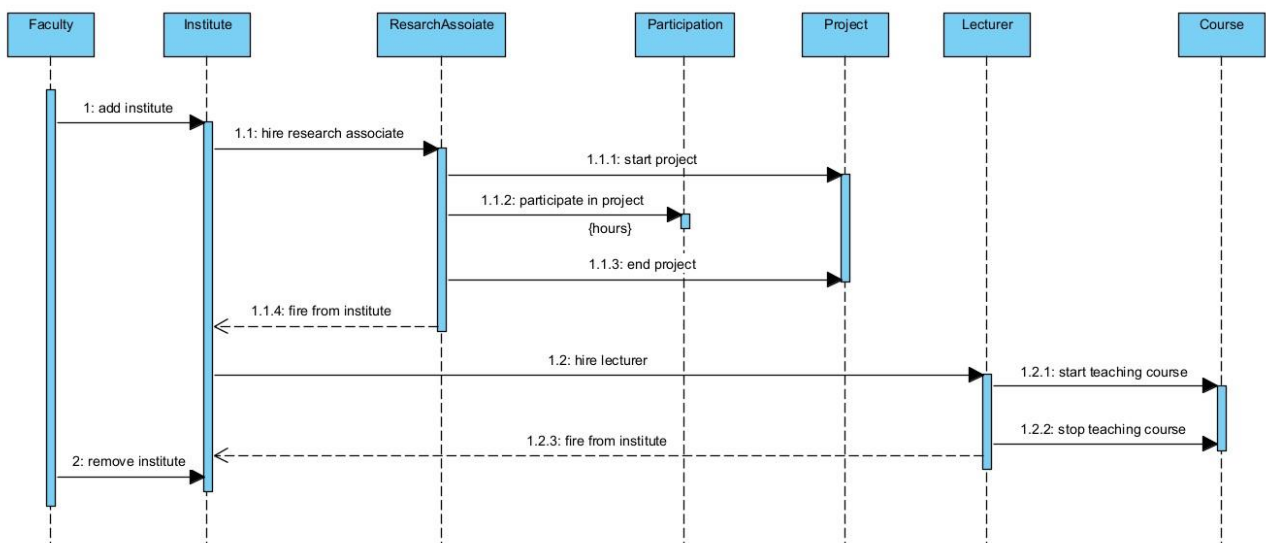 Faculty
Institute
ResarchAssoiate
Participation
Project
Lecturer
Course
1: add institute
1.1: hire research associate
1.1.1: start project
1.1.2: participate in project
{hours}
1.1.3: end project
1.1.4: fire from institute
1.2: hire lecturer
1.2.1: start teaching course
1.2.2: stop teaching course
1.2.3: fire from institute
2: remove institute